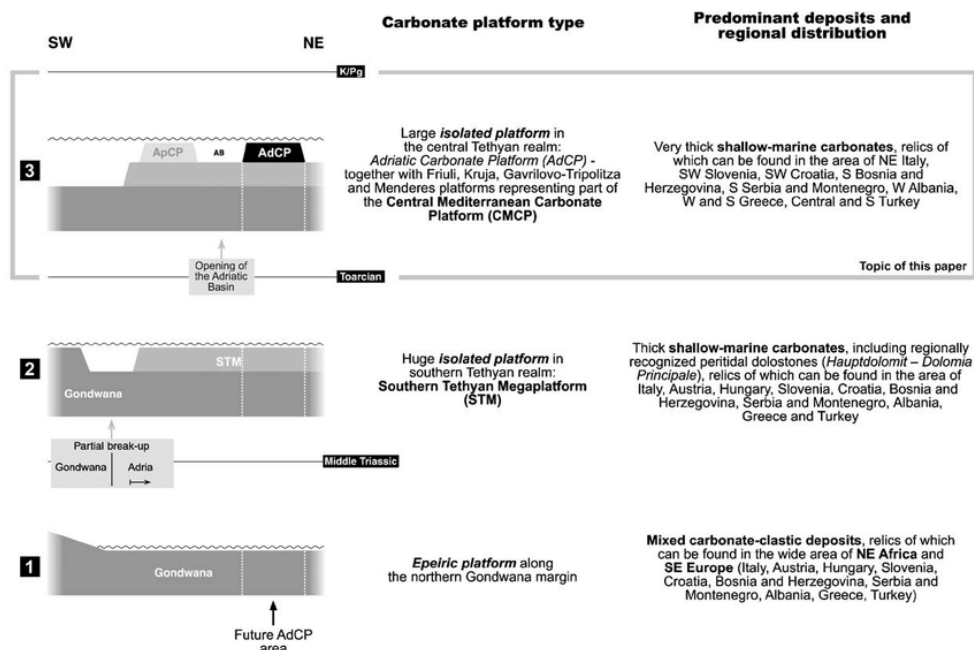 Carbonate platform type
Predominant deposits and
regional distribution
SW
NE
K/Pg
3
ApCP
AB
AdCP
Large isolated platform in
the central Tethyan realm:
Adriatic Carbonate Platform (AdCP) -
together with Friuli, Kruja, Gavrilovo-Tripolitza
and Menderes platforms representing part
of the Central Mediterranean Carbonate
Platform (CMCP)
Very thick shallow-marine carbonates, relics
of which can be found in the area of NE Italy,
SW Slovenia, SW Croatia, S Bosnia and
Herzegovina, S Serbia and Montenegro, W Albania,
W and S Greece, Central and S Turkey
Opening of
the Adriatic
Basin
Toarcian
Topic of this paper
2
STM
Gondwana
Huge isolated platform in
southern Tethyan realm:
Southern Tethyan Megaplatform
(STM)
Thick shallow-marine carbonates, including regionally
recognized peritidal dolostones (Hauptdolomit – Dolomia
Principale), relics of which can be found in the area of
Italy, Austria, Hungary, Slovenia, Croatia, Bosnia and
Herzegovina, Serbia and Montenegro, Albania,
Greece and Turkey
Partial break-up
Gondwana
Adria
Middle Triassic
1
Gondwana
Epeiric platform along
the northern Gondwana margin
Mixed carbonate-clastic deposits, relics of which
can be found in the wide area of NE Africa and
SE Europe (Italy, Austria, Hungary, Slovenia,
Croatia, Bosnia and Herzegovina, Serbia and
Montenegro, Albania, Greece, Turkey)
Future AdCP
area